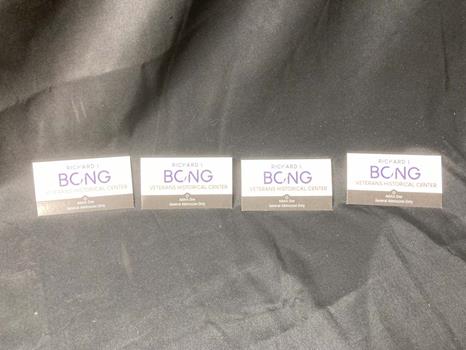 RICHARD I.
BONG
VETERANS HISTORICAL CENTER
Admit One
General Admission Only
RICHARD I.
BONG
VETERANS HISTORICAL CENTER
Admit One
General Admission Only
RICHARD I.
BONG
VETERANS HISTORICAL CENTER
Admit One
General Admission Only
RICHARD I.
BONG
VETERANS HISTORICAL CENTER
Admit One
General Admission Only